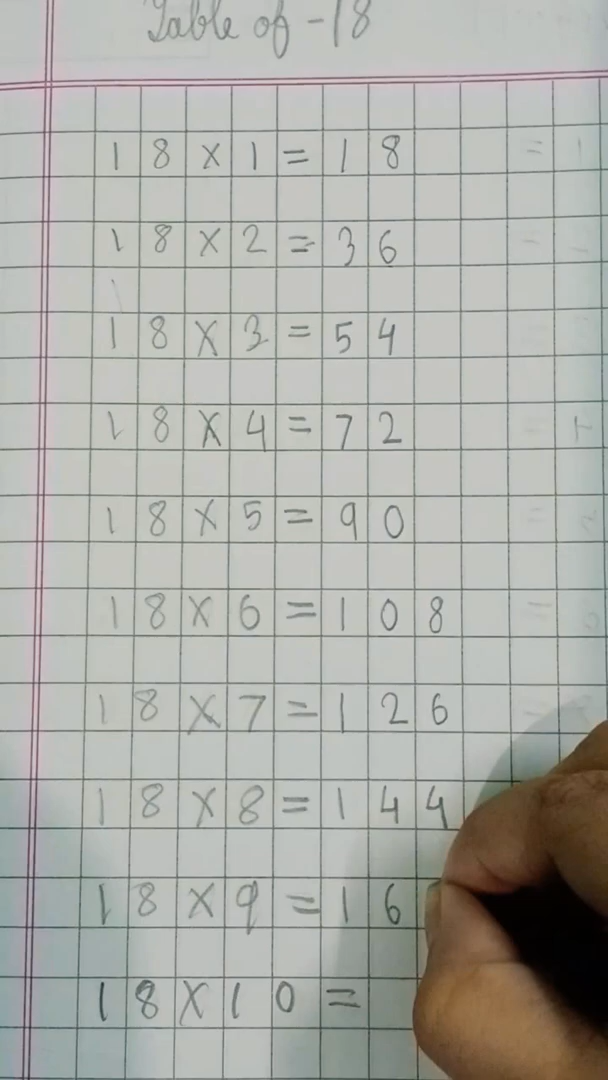 Table of -18
18 × 1 = 18
18 × 2 = 36
18 × 3 = 54
18 × 4 = 72
18 × 5 = 90
18 × 6 = 108
18 × 7 = 126
18 × 8 = 144
18 × 9 = 16
18 × 10 =